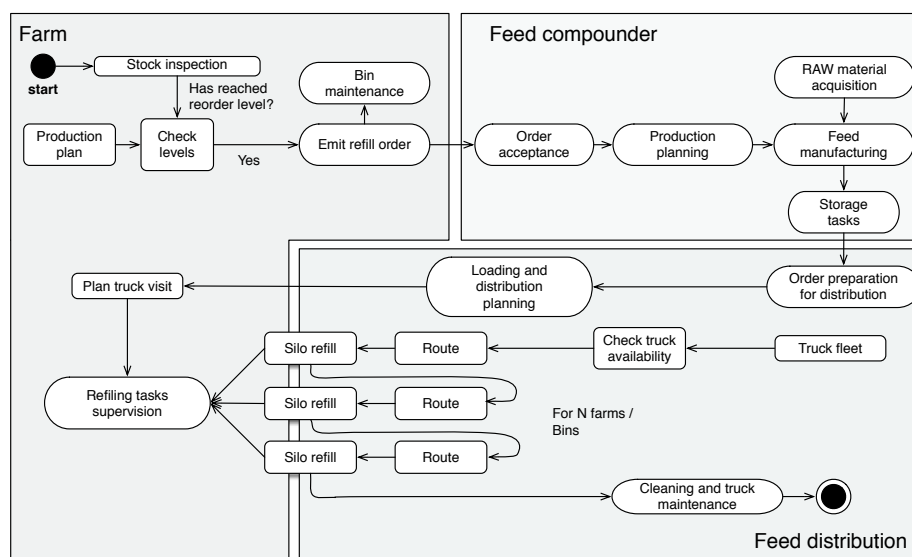 Farm
Feed compounder
start
Stock inspection
Has reached
reorder level?
Bin
maintenance
RAW material
acquisition
Production
plan
Check
levels
Yes
Emit refill order
Order
acceptance
Production
planning
Feed
manufacturing
Storage
tasks
Plan truck visit
Loading and
distribution
planning
Order preparation
for distribution
Silo refill
Route
Check truck
availability
Truck fleet
Refiling tasks
supervision
Silo refill
Route
For N farms /
Bins
Silo refill
Route
Cleaning and truck
maintenance
Feed distribution